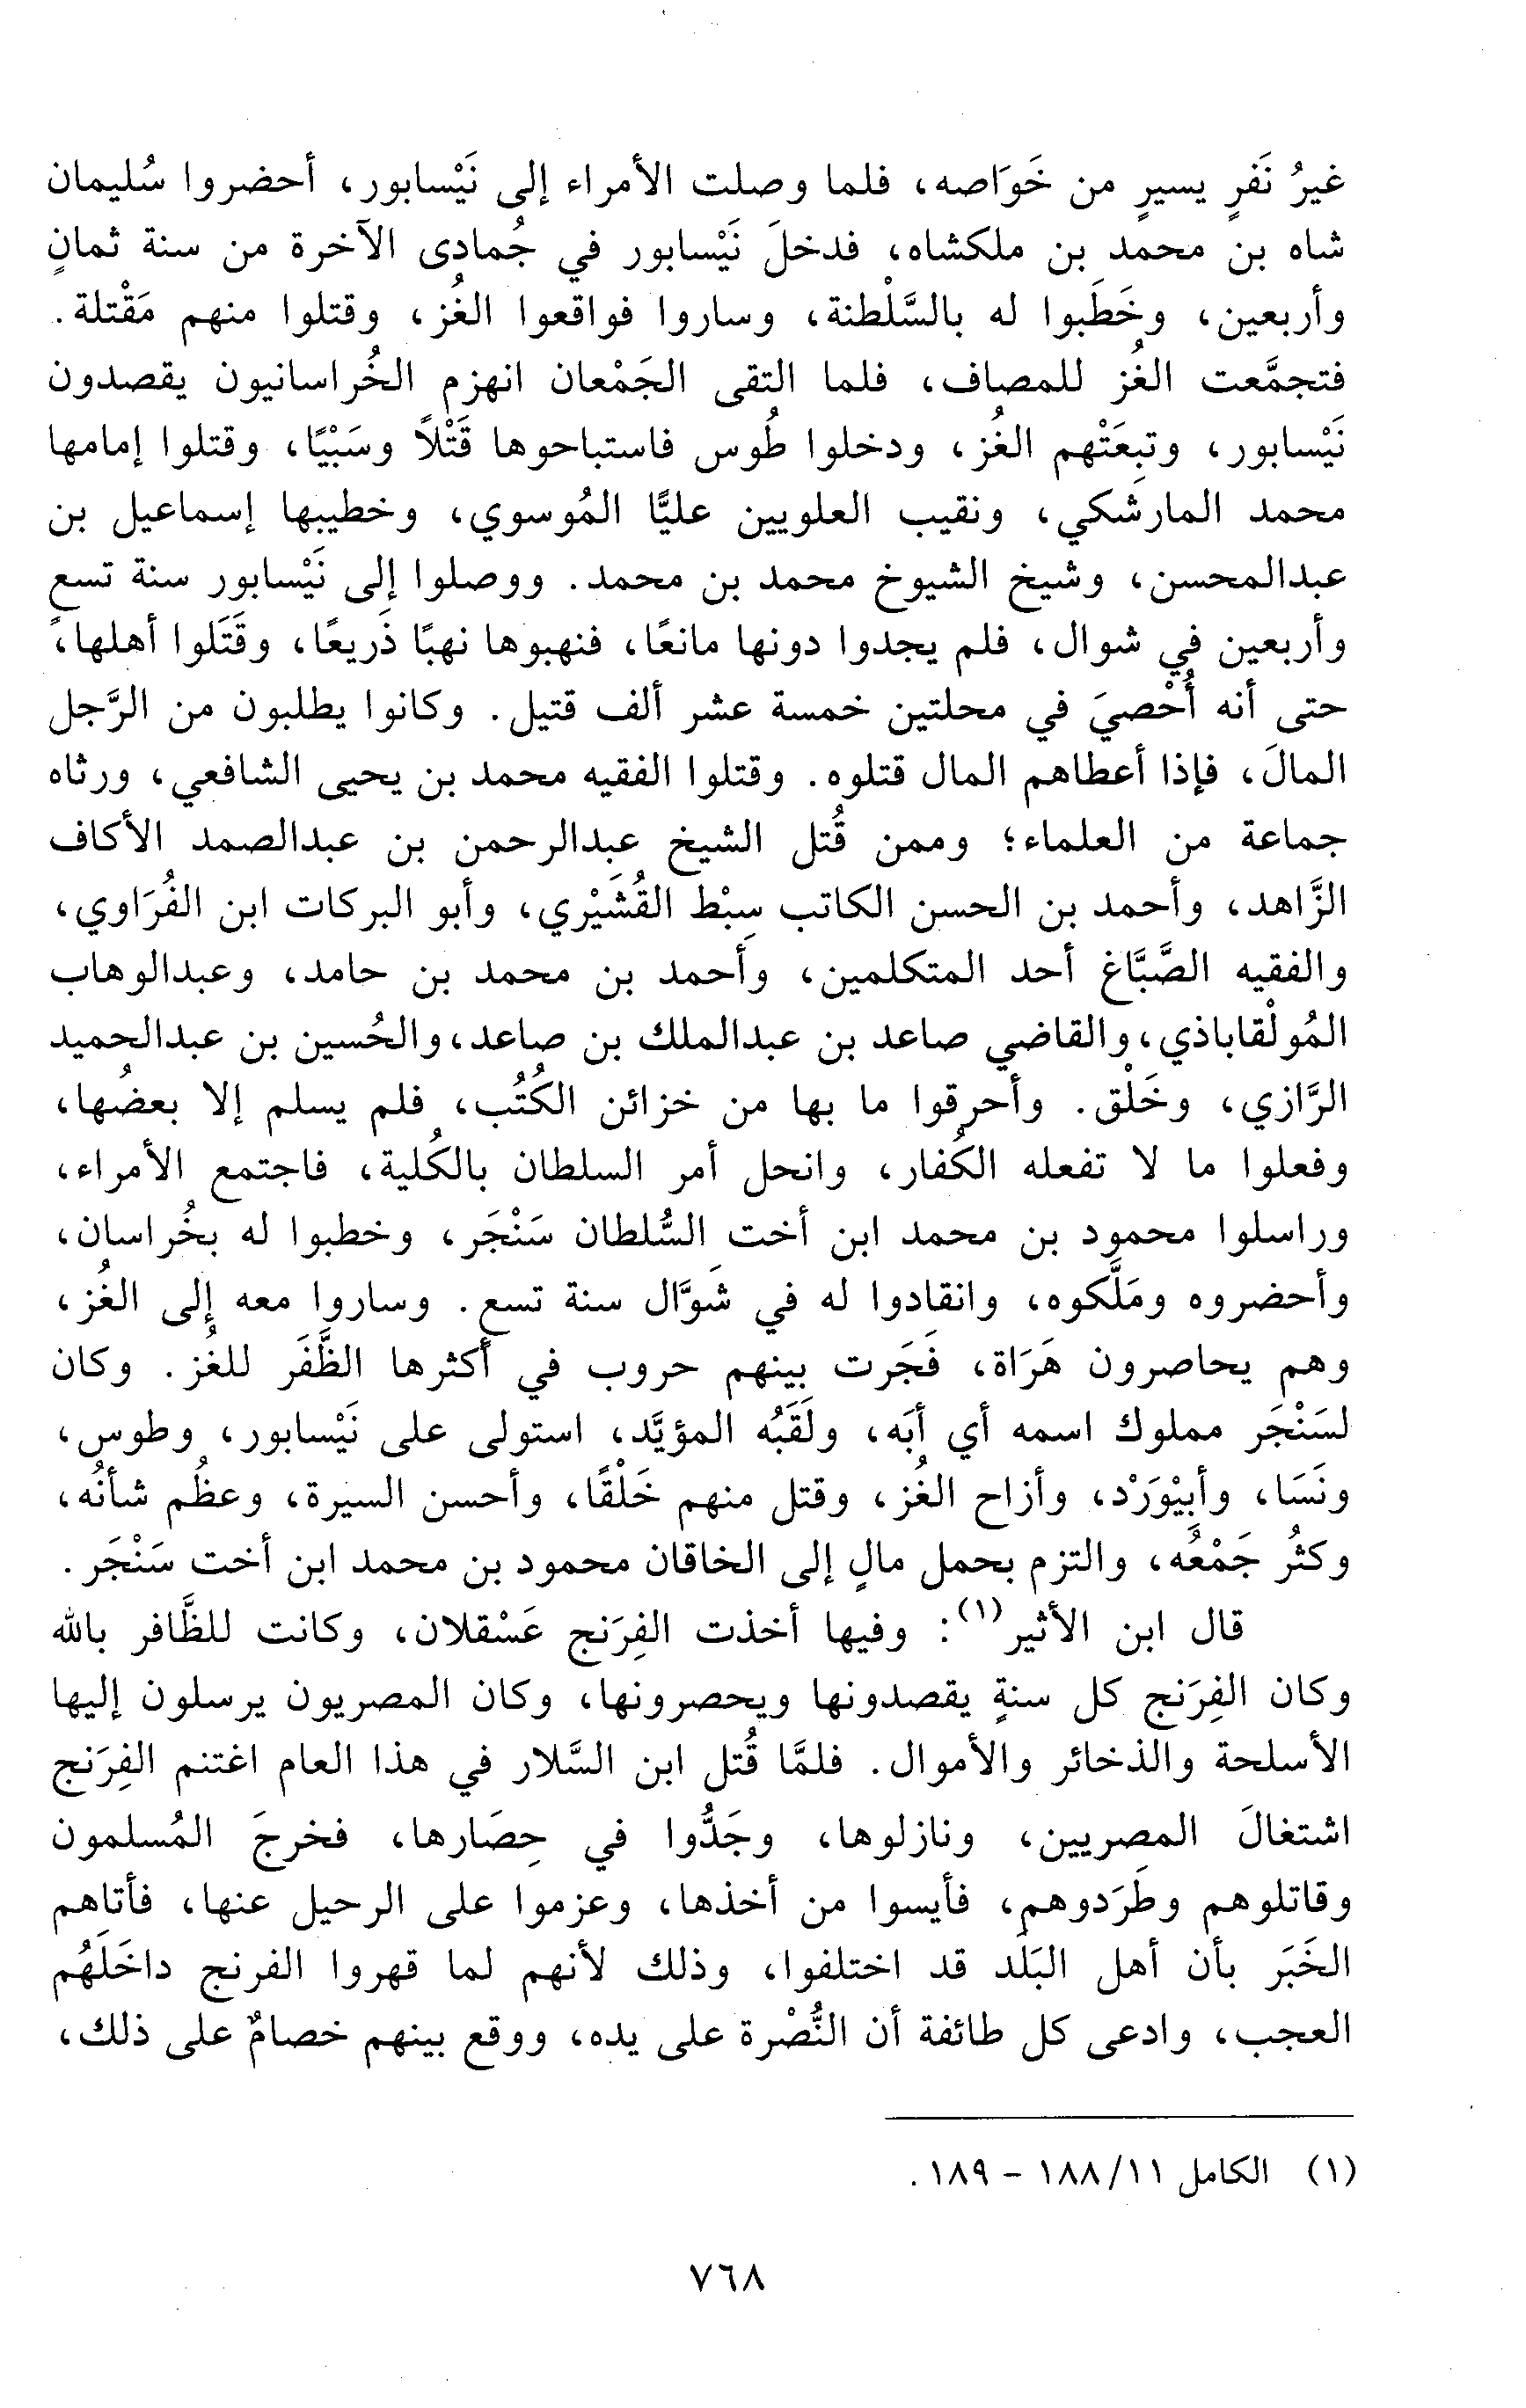 غيرُ نَفرٍ يسيرٍ من خَوَاصه، فلما وصلت الأمراء إلى نَيْسابور، أحضروا سُليمان
شاه بن محمد بن ملكشاه، فدخلَ نَيْسابور في جُمادى الآخرة من سنة ثمانٍ
وأربعين، وخَطَبوا له بالسَّلْطنة، وساروا فواقعوا الغُز، وقتلوا منهم مَقْتلة.
فتجمَّعت الغُز للمصاف، فلما التقى الجَمْعان انهزم الخُراسانيون يقصدون
نَيْسابور، وتبِعَتْهم الغُز، ودخلوا طُوس فاستباحوها قَتْلاً وسَبْيًا، وقتلوا إمامها
محمد المارشكي، ونقيب العلويين عليًّا المُوسوي، وخطيبها إسماعيل بن
عبدالمحسن، وشيخ الشيوخ محمد بن محمد. ووصلوا إلى نَيْسابور سنة تسعٍ
وأربعين في شوال، فلم يجدوا دونها مانعًا، فنهبوها نهبًا ذَريعًا، وقَتَلوا أهلها،
حتى أنه أُحْصيَ في محلتين خمسة عشر ألف قتيل. وكانوا يطلبون من الرَّجل
المالَ، فإذا أعطاهم المال قتلوه. وقتلوا الفقيه محمد بن يحيى الشافعي، ورثاه
جماعة من العلماء؛ وممن قُتل الشيخ عبدالرحمن بن عبدالصمد الأكاف
الزَّاهد، وأحمد بن الحسن الكاتب سِبْط القُشَيْري، وأبو البركات ابن الفُرَاوي،
والفقيه الصَّبَّاغ أحد المتكلمين، وأحمد بن محمد بن حامد، وعبدالوهاب
المُولْقاباذي، والقاضي صاعد بن عبدالملك بن صاعد، والحُسين بن عبدالحميد
الرَّازي، وخَلْق. وأحرقوا ما بها من خزائن الكُتُب، فلم يسلم إلا بعضُها،
وفعلوا ما لا تفعله الكُفار، وانحل أمر السلطان بالكُلية، فاجتمع الأمراء،
وراسلوا محمود بن محمد ابن أخت السُّلطان سَنْجَر، وخطبوا له بخُراسان،
وأحضروه ومَلَّكوه، وانقادوا له في شَوَّال سنة تسع. وساروا معه إلى الغُز،
وهم يحاصرون هَرَاة، فَجَرت بينهم حروب في أكثرها الظَّفَر للغُز. وكان
لسَنْجَر مملوك اسمه أي أبَه، ولَقَبُه المؤيَّد، استولى على نَيْسابور، وطوس،
ونَسَا، وأبِيْوَرْد، وأزاح الغُز، وقتل منهم خَلْقًا، وأحسن السيرة، وعظُم شأنُه،
وكثُر جَمْعُه، والتزم بحمل مالٍ إلى الخاقان محمود بن محمد ابن أخت سَنْجَر.
قال ابن الأثير(١): وفيها أخذت الفِرَنج عَسْقلان، وكانت للظَّافر بالله
وكان الفِرَنج كل سنةٍ يقصدونها ويحصرونها، وكان المصريون يرسلون إليها
الأسلحة والذخائر والأموال. فلمَّا قُتل ابن السَّلار في هذا العام اغتنم الفِرَنج
اشتغالَ المصريين، ونازلوها، وجَدُّوا في حِصَارها، فخرجَ المُسلمون
وقاتلوهم وطَرَدوهم، فأيسوا من أخذها، وعزموا على الرحيل عنها، فأتاهم
الخَبَر بأن أهل البَلَد قد اختلفوا، وذلك لأنهم لما قهروا الفرنج داخَلَهُم
العجب، وادعى كل طائفة أن النُّصْرة على يده، ووقع بينهم خصامٌ على ذلك،
(١) الكامل ١١/ ١٨٨ - ١٨٩.
٧٦٨